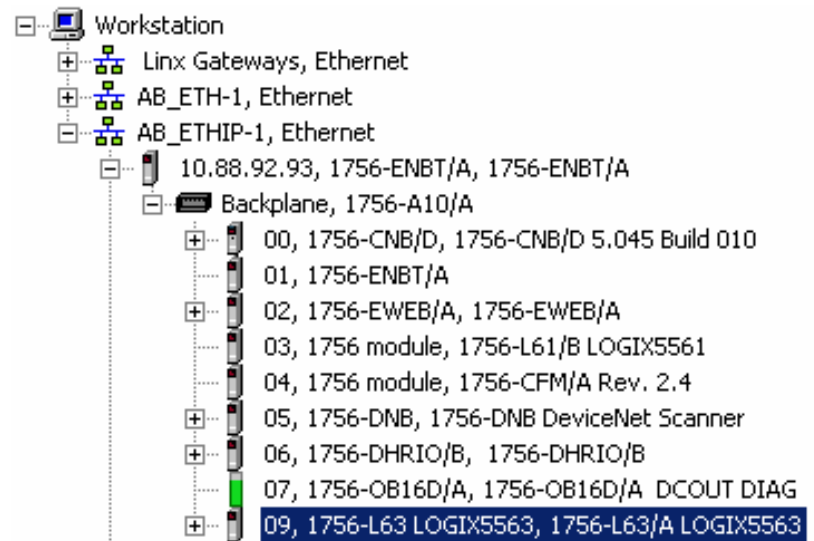 Workstation
Linx Gateways, Ethernet
AB_ETH-1, Ethernet
AB_ETHIP-1, Ethernet
10.88.92.93, 1756-ENBT/A, 1756-ENBT/A
Backplane, 1756-A10/A
00, 1756-CNB/D, 1756-CNB/D 5.045 Build 010
01, 1756-ENBT/A
02, 1756-EWEB/A, 1756-EWEB/A
03, 1756 module, 1756-L61/B LOGIX5561
04, 1756 module, 1756-CFM/A Rev. 2.4
05, 1756-DNB, 1756-DNB DeviceNet Scanner
06, 1756-DHRIO/B, 1756-DHRIO/B
07, 1756-OB16D/A, 1756-OB16D/A DCOUT DIAG
09, 1756-L63 LOGIX5563, 1756-L63/A LOGIX5563